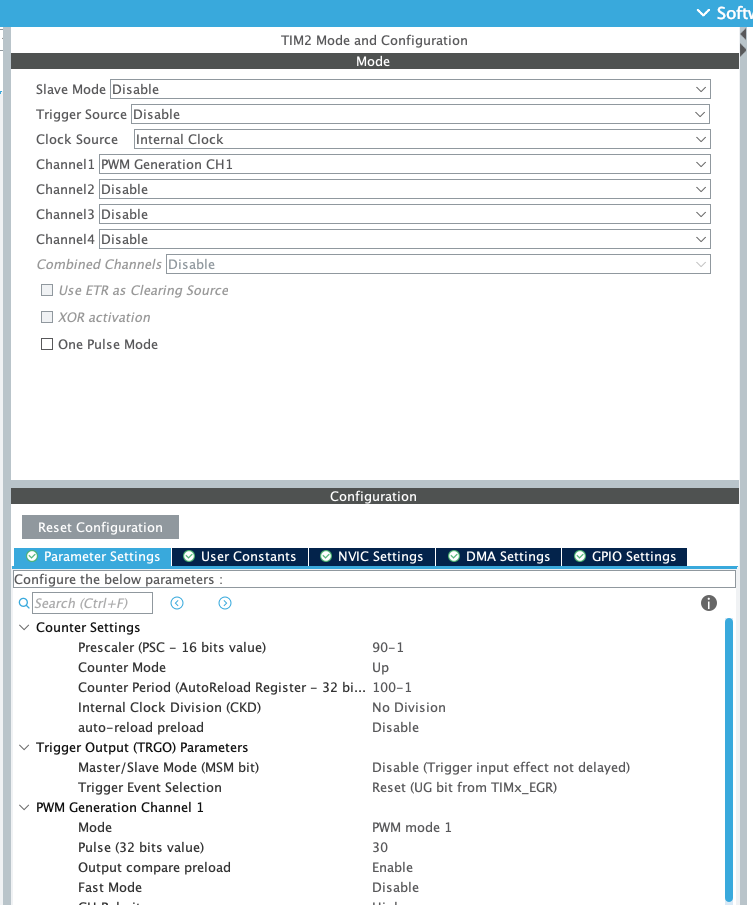 Softw
TIM2 Mode and Configuration
Mode
Slave Mode Disable
Trigger Source Disable
Clock Source Internal Clock
Channel1 PWM Generation CH1
Channel2 Disable
Channel3 Disable
Channel4 Disable
Combined Channels Disable
Use ETR as Clearing Source
XOR activation
One Pulse Mode
Configuration
Reset Configuration
Parameter Settings User Constants NVIC Settings DMA Settings GPIO Settings
Configure the below parameters :
Search (Ctrl+F)
Counter Settings
Prescaler (PSC - 16 bits value) 90-1
Counter Mode Up
Counter Period (AutoReload Register - 32 bi... 100-1
Internal Clock Division (CKD) No Division
auto-reload preload Disable
Trigger Output (TRGO) Parameters
Master/Slave Mode (MSM bit) Disable (Trigger input effect not delayed)
Trigger Event Selection Reset (UG bit from TIMx_EGR)
PWM Generation Channel 1
Mode PWM mode 1
Pulse (32 bits value) 30
Output compare preload Enable
Fast Mode Disable